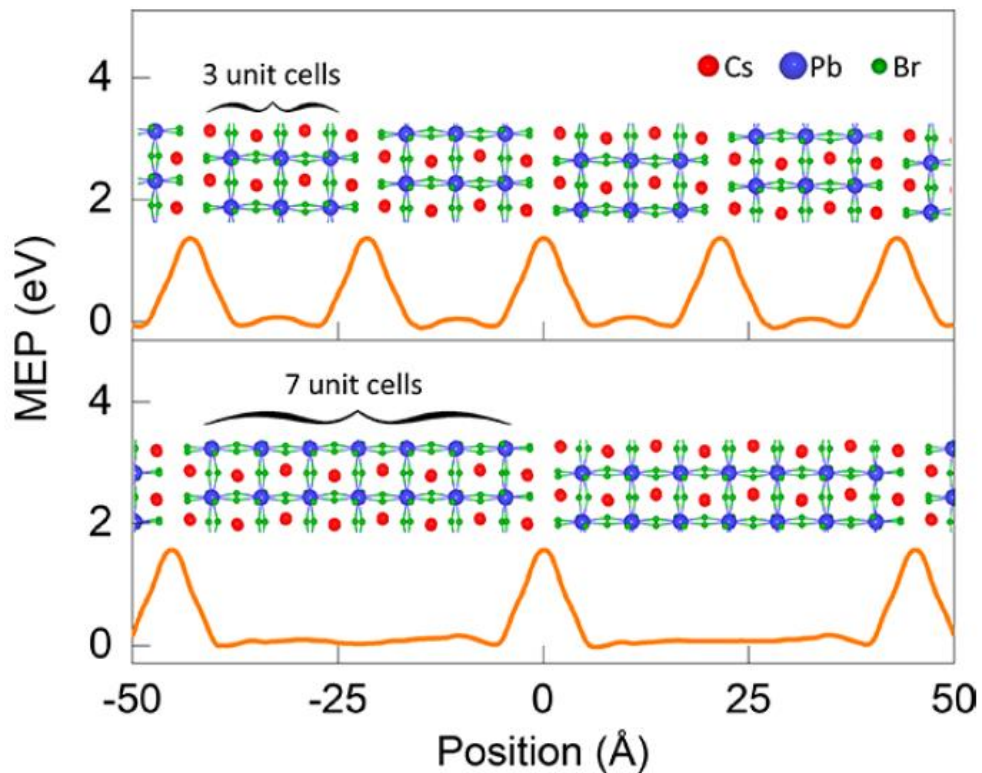 4
3 unit cells
Cs Pb Br
2
0
MEP (eV)
7 unit cells
4
2
0
-50 -25 0 25 50
Position (Å)